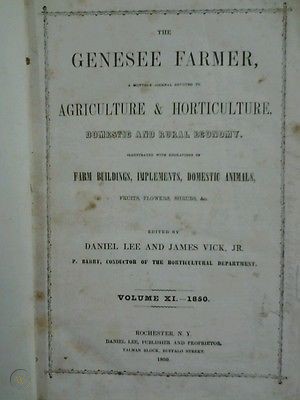 THE
GENESEE FARMER,
A MONTHLY JOURNAL DEVOTED TO
AGRICULTURE & HORTICULTURE,
DOMESTIC AND RURAL ECONOMY.
ILLUSTRATED WITH ENGRAVINGS OF
FARM BUILDINGS, IMPLEMENTS, DOMESTIC ANIMALS,
FRUITS, FLOWERS, SHRUBS, &c.
EDITED BY
DANIEL LEE AND JAMES VICK, JR.
P. BARRY, CONDUCTOR OF THE HORTICULTURAL DEPARTMENT.
VOLUME XI.—1850.
ROCHESTER, N. Y.
DANIEL LEE, PUBLISHER AND PROPRIETOR.
TALMAN BLOCK, BUFFALO STREET.
1850.